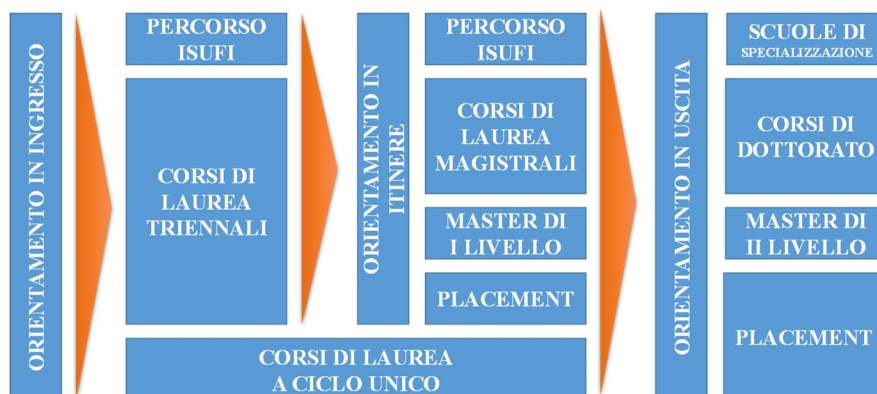 ORIENTAMENTO IN INGRESSO
PERCORSO
ISUFI
CORSI DI
LAUREA
TRIENNALI
ORIENTAMENTO IN
ITINERE
PERCORSO
ISUFI
CORSI DI
LAUREA
MAGISTRALI
MASTER DI
I LIVELLO
PLACEMENT
CORSI DI LAUREA
A CICLO UNICO
ORIENTAMENTO IN USCITA
SCUOLE DI
SPECIALIZZAZIONE
CORSI DI
DOTTORATO
MASTER DI
II LIVELLO
PLACEMENT